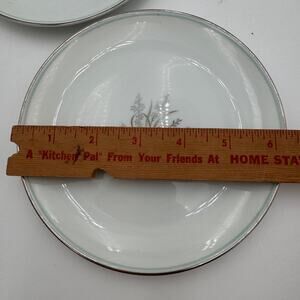 1 2 3 4 5 6
A "Kitchen Pal" From Your Friends At HOME STA